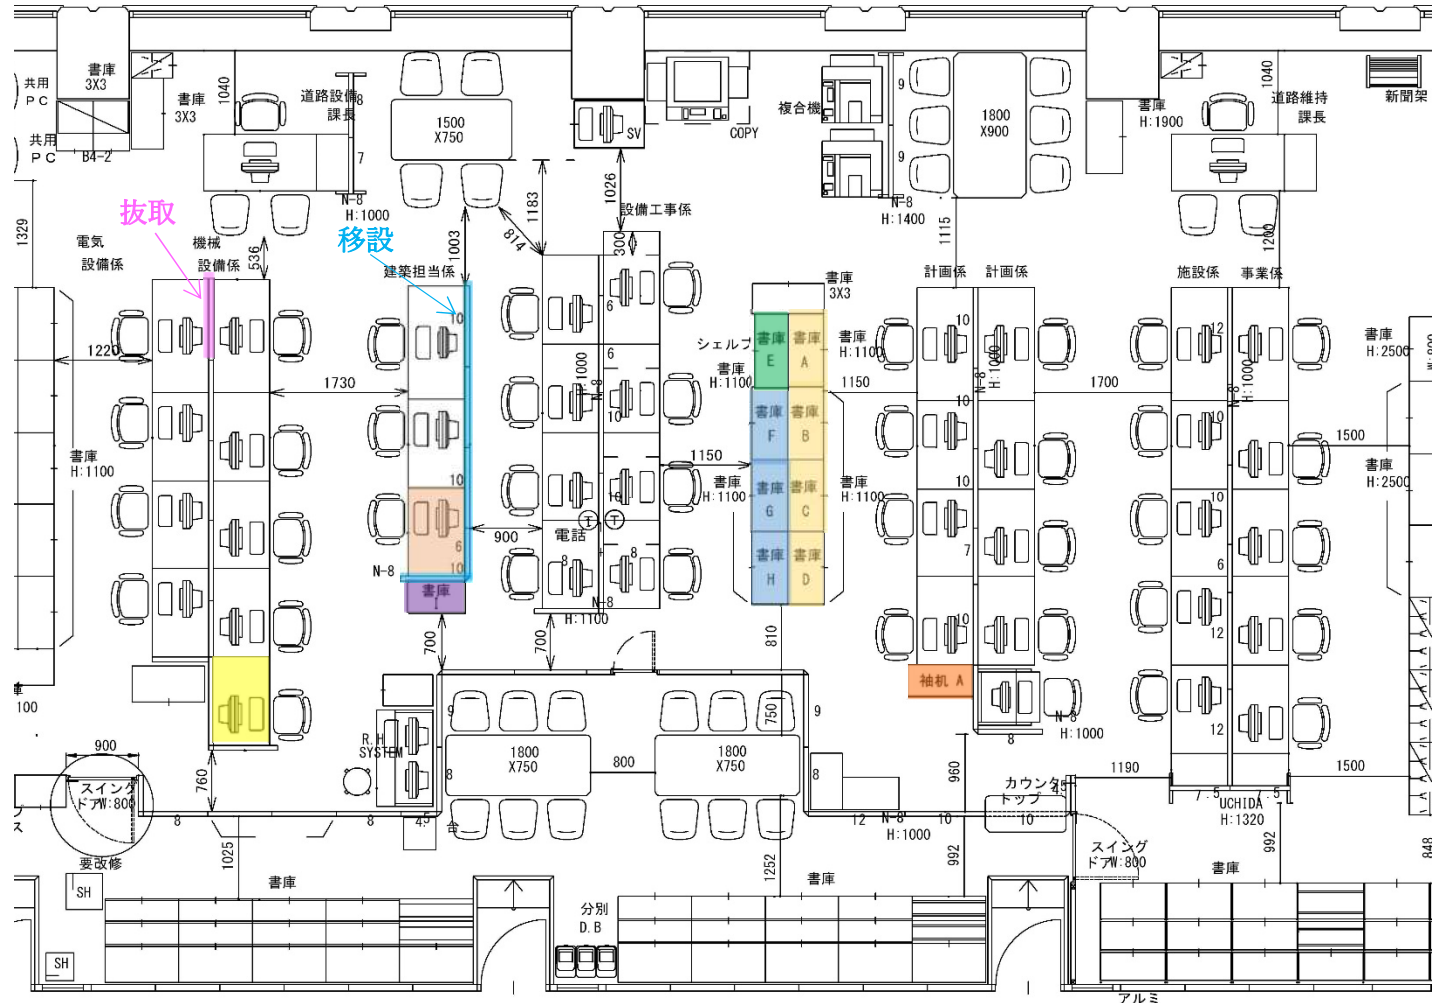 共用
PC
書庫
3X3
書庫
3X3
共用
PC
B4-2
1040
道路設備
課長
8
7
N-8
H:1000
1500
X750
SV
COPY
複合機
9
9
N-8
H:1400
1800
X900
書庫
H:1900
1040
道路維持
課長
新聞架
抜取
移設
1329
電気
設備係
機械
設備係
536
建築担当係
1003
814
1183
1026
設備工事係
300
1115
計画係
計画係
施設係
事業係
1200
書庫
3X3
シェルフ
書庫
H:1100
書庫
H:1100
書庫
E
書庫
A
書庫
F
書庫
B
書庫
G
書庫
C
書庫
H
書庫
D
1220
1730
1150
1150
1700
1500
書庫
H:2500
書庫
H:2500
W:800
書庫
H:1100
書庫
H:1100
書庫
H:1100
10
10
6
10
N-8
書庫
I
900
電話
T
T
6
6
H:1000
N-8
10
10
8
8
N-8
H:1100
10
N-8
H:1000
10
10
7
10
12
N-8
H:1000
10
10
6
12
12
700
700
810
袖机 A
N-8
H:1000
8
100
900
760
スイング
ドアW:800
要改修
R.H
SYSTEM
9
8
1800
X750
800
1800
X750
750
9
8
960
カウンタ
トップ
45
10
1190
7.5
7.5
UCHIDA
H:1320
1500
8
8
45
台
12
N-8
H:1000
10
992
スイング
ドアW:800
992
848
1025
1252
SH
SH
書庫
分別
D.B
書庫
書庫
アルミ